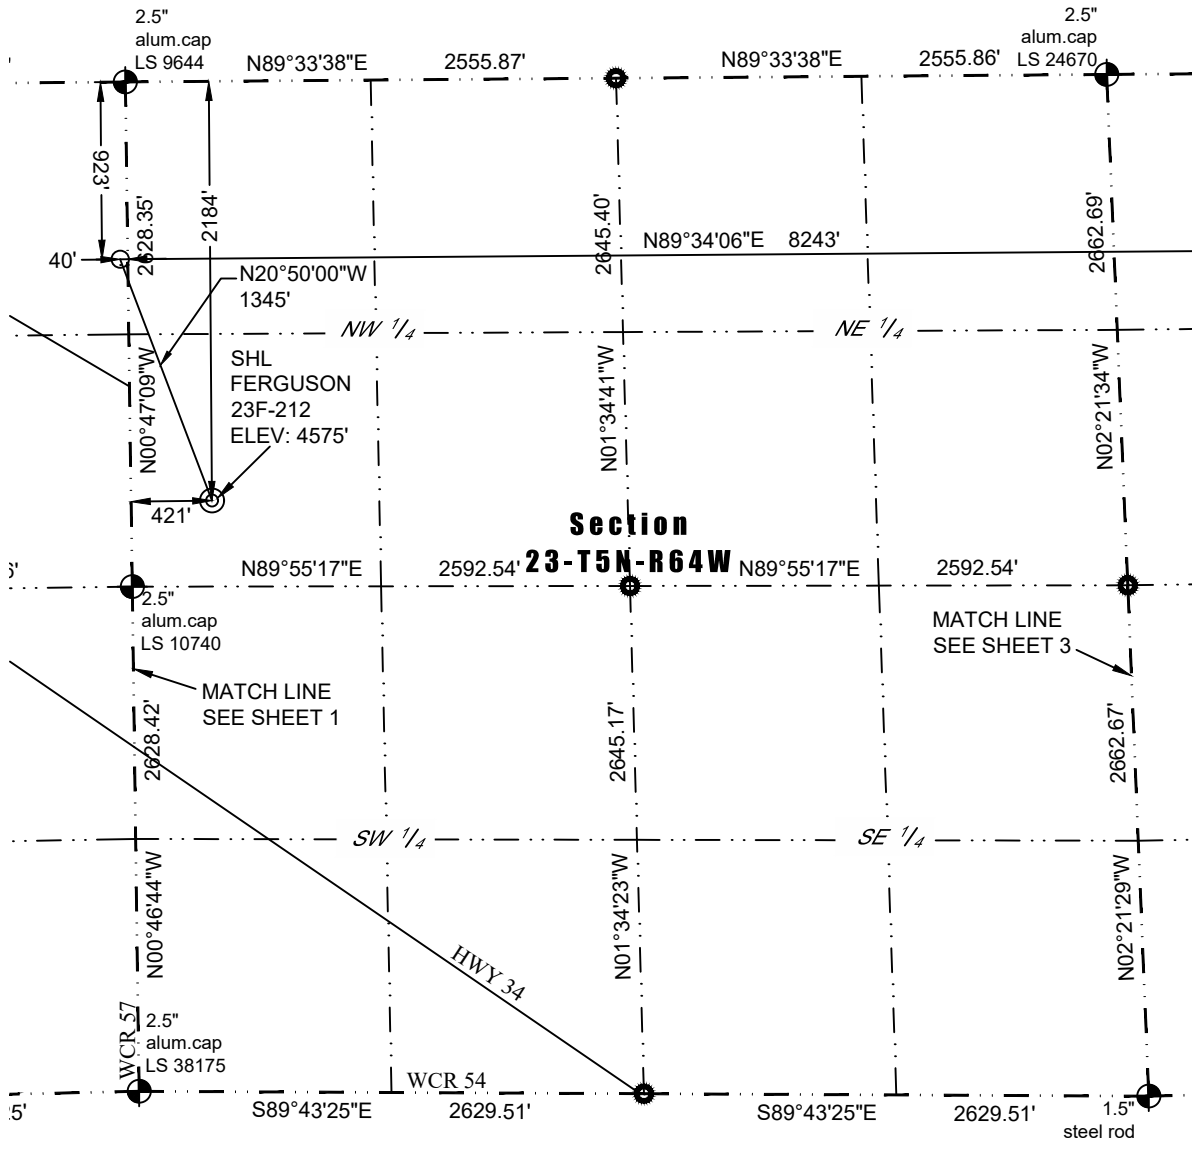 2.5"
alum.cap
LS 9644
N89°33'38"E
2555.87'
N89°33'38"E
2555.86'
2.5"
alum.cap
LS 24670
923'
2628.35'
2184'
2645.40'
2662.69'
40'
N89°34'06"E 8243'
N20°50'00"W
1345'
NW 1/4
NE 1/4
N00°47'09"W
SHL
FERGUSON
23F-212
ELEV: 4575'
N01°34'41"W
N02°21'34"W
421'
Section
23-T5N-R64W
N89°55'17"E
2592.54'
N89°55'17"E
2592.54'
2.5"
alum.cap
LS 10740
MATCH LINE
SEE SHEET 3
MATCH LINE
SEE SHEET 1
2628.42'
2645.17'
2662.67'
SW 1/4
SE 1/4
N00°46'44"W
N01°34'23"W
N02°21'29"W
HWY 34
WCR 57
2.5"
alum.cap
LS 38175
WCR 54
S89°43'25"E
2629.51'
S89°43'25"E
2629.51'
1.5"
steel rod